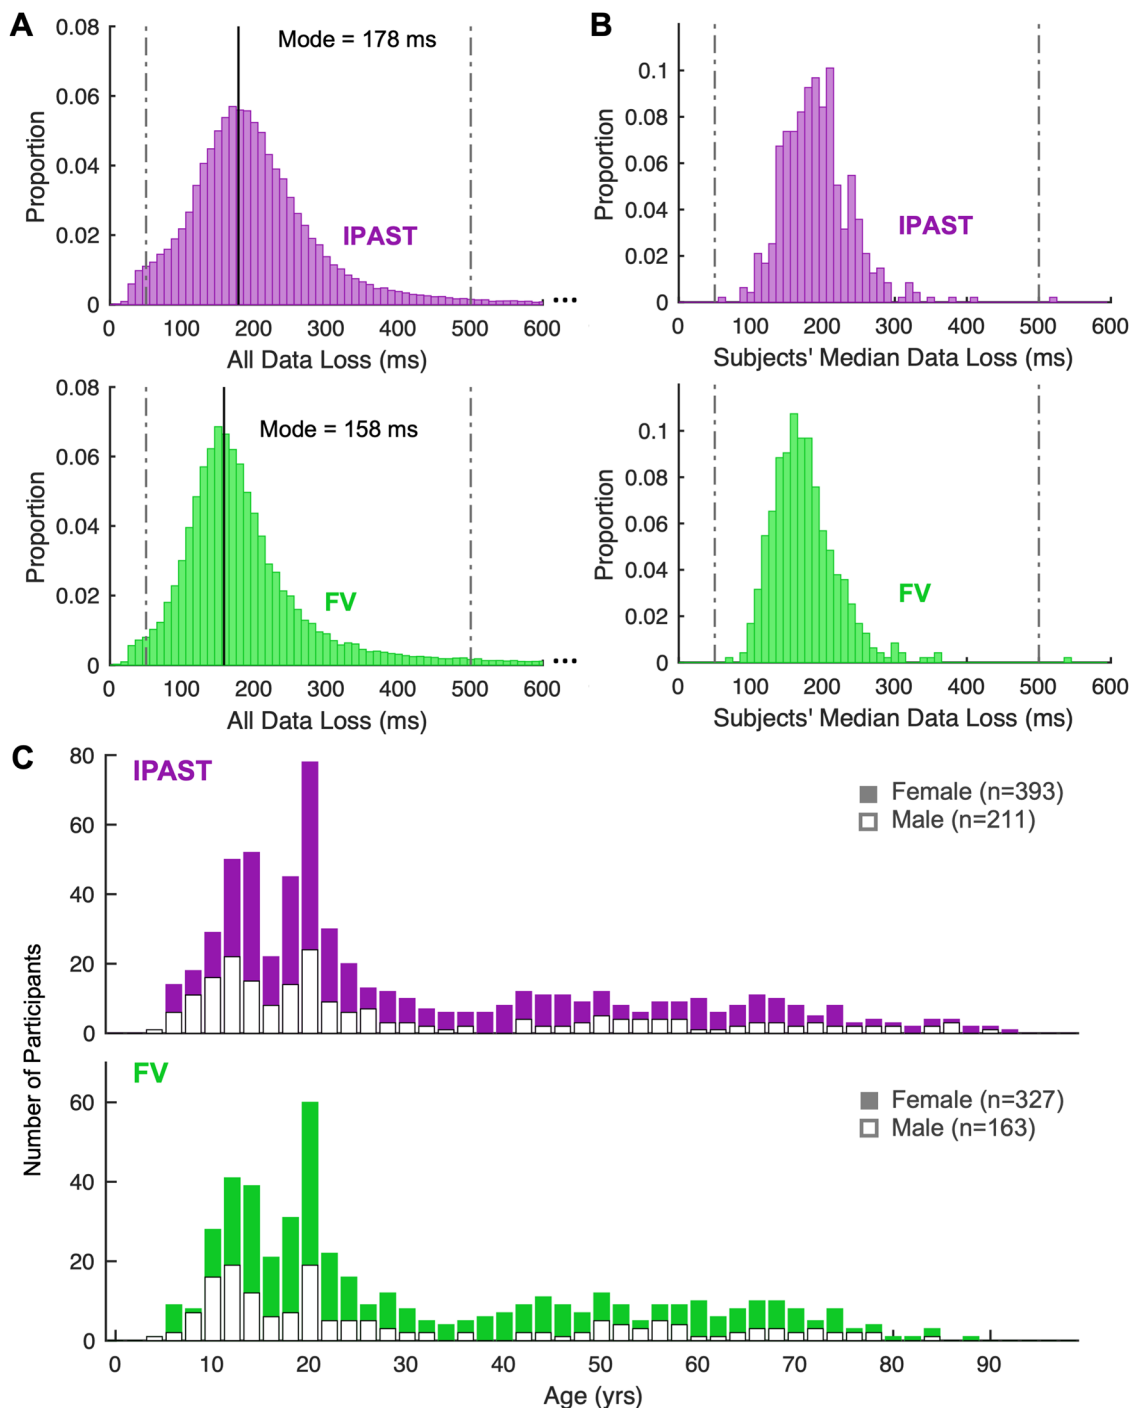 A
B
Mode = 178 ms
IPAST
Proportion
0.08
0.06
0.04
0.02
0
0 100 200 300 400 500 600
...
All Data Loss (ms)
IPAST
Proportion
0.1
0.08
0.06
0.04
0.02
0
0 100 200 300 400 500 600
Subjects' Median Data Loss (ms)
Mode = 158 ms
FV
Proportion
0.08
0.06
0.04
0.02
0
0 100 200 300 400 500 600
...
All Data Loss (ms)
FV
Proportion
0.1
0.08
0.06
0.04
0.02
0
0 100 200 300 400 500 600
Subjects' Median Data Loss (ms)
C
IPAST
Female (n=393)
Male (n=211)
80
60
40
20
0
Number of Participants
FV
Female (n=327)
Male (n=163)
60
40
20
0
0 10 20 30 40 50 60 70 80 90
Age (yrs)